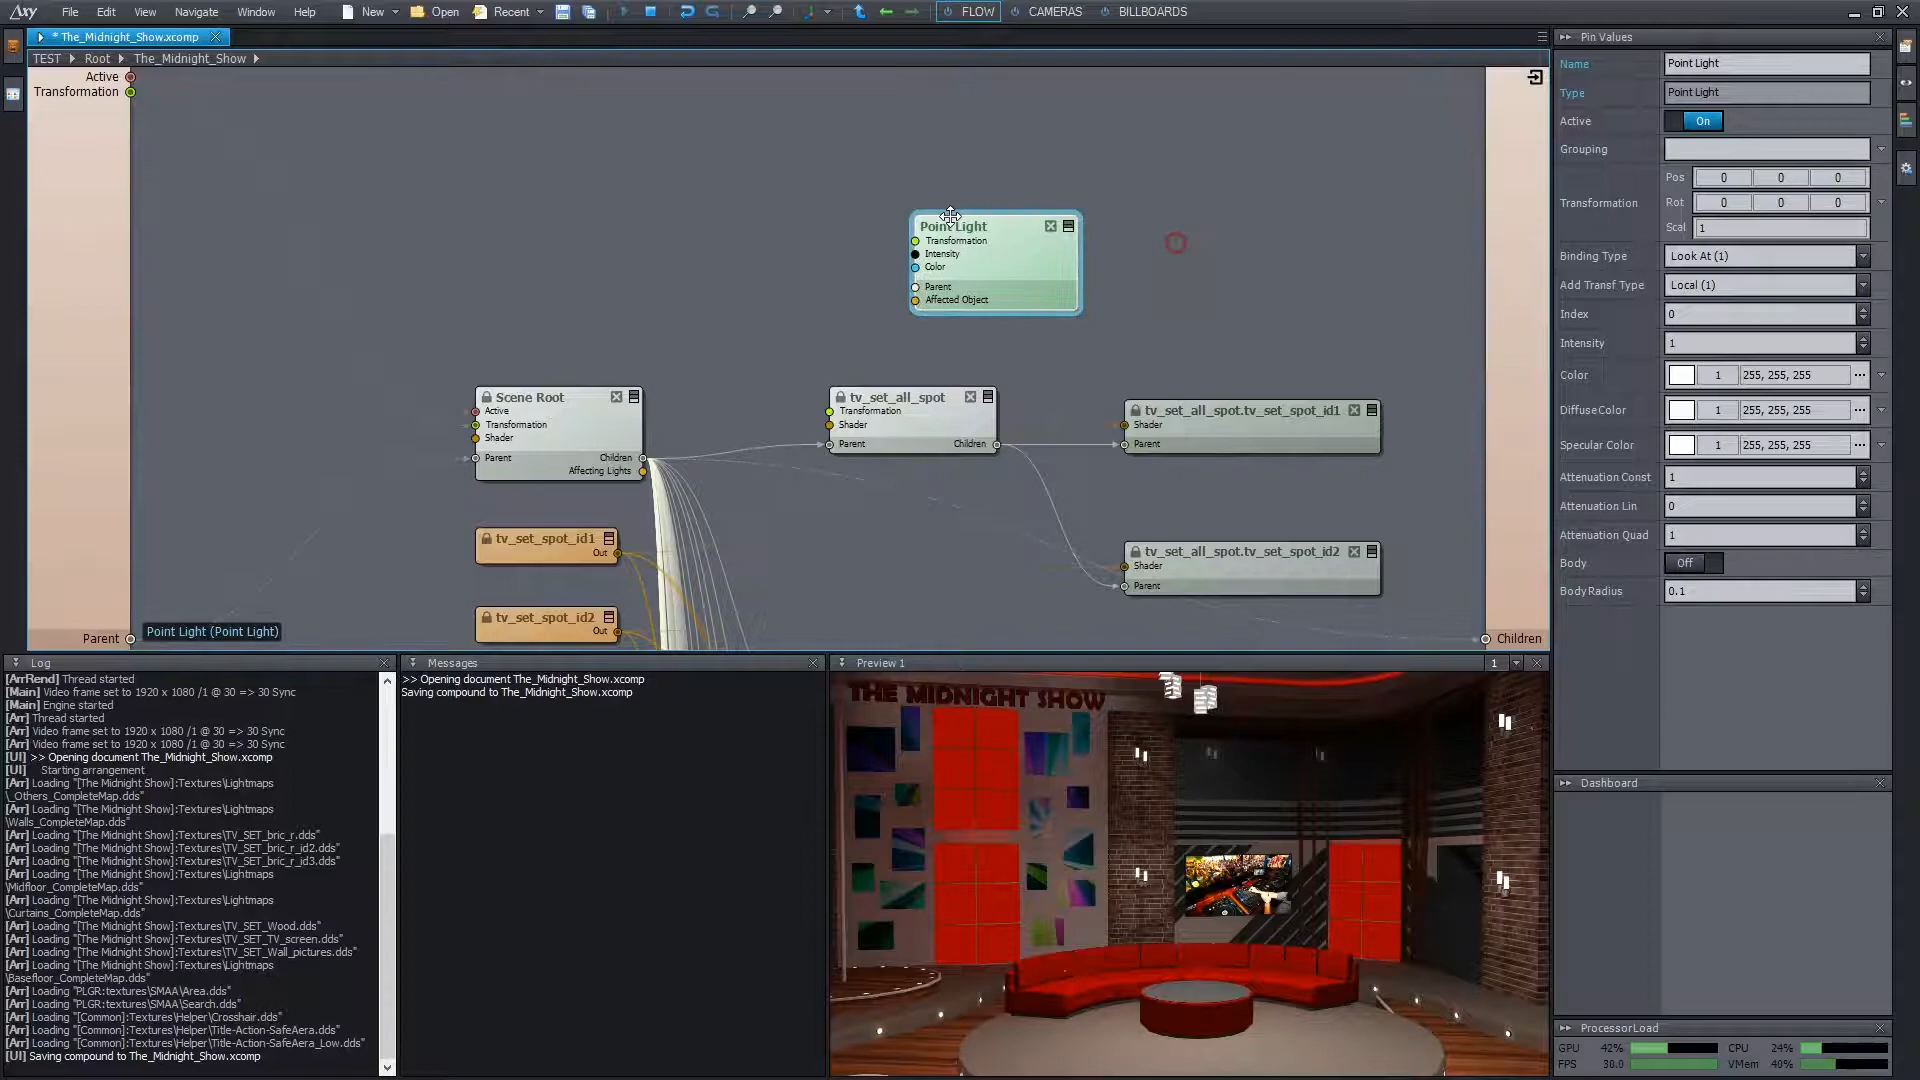 Axy
File
Edit
View
Navigate
Window
Help
New
Open
Recent
FLOW
CAMERAS
BILLBOARDS
* The_Midnight_Show.xcomp
TEST
Root
The_Midnight_Show
Active
Transformation
Point Light
Transformation
Intensity
Color
Parent
Affected Object
Scene Root
Active
Transformation
Shader
Parent
Children
Affecting Lights
tv_set_all_spot
Transformation
Shader
Parent
Children
tv_set_all_spot.tv_set_spot_id1
Shader
Parent
tv_set_spot_id1
Out
tv_set_all_spot.tv_set_spot_id2
Shader
Parent
tv_set_spot_id2
Out
Parent
Point Light (Point Light)
Children
Pin Values
Name
Point Light
Type
Point Light
Active
On
Grouping
Transformation
Pos 0 0 0
Rot 0 0 0
Scal 1
Binding Type
Look At (1)
Add Transf Type
Local (1)
Index
0
Intensity
1
Color
1
255, 255, 255
DiffuseColor
1
255, 255, 255
Specular Color
1
255, 255, 255
Attenuation Const
1
Attenuation Lin
0
Attenuation Quad
1
Body
Off
BodyRadius
0.1
Log
[ArrRend] Thread started
[Main] Video frame set to 1920 x 1080 /1 @ 30 => 30 Sync
[Main] Engine started
[Arr] Thread started
[Arr] Video frame set to 1920 x 1080 /1 @ 30 => 30 Sync
[Arr] Video frame set to 1920 x 1080 /1 @ 30 => 30 Sync
[UI] >> Opening document The_Midnight_Show.xcomp
[UI] Starting arrangement
[Arr] Loading "[The Midnight Show]:Textures\Lightmaps
\_Others_CompleteMap.dds"
[Arr] Loading "[The Midnight Show]:Textures\Lightmaps
\Walls_CompleteMap.dds"
[Arr] Loading "[The Midnight Show]:Textures\TV_SET_bric_r.dds"
[Arr] Loading "[The Midnight Show]:Textures\TV_SET_bric_r_id2.dds"
[Arr] Loading "[The Midnight Show]:Textures\TV_SET_bric_r_id3.dds"
[Arr] Loading "[The Midnight Show]:Textures\Lightmaps
\Midfloor_CompleteMap.dds"
[Arr] Loading "[The Midnight Show]:Textures\Lightmaps
\Curtains_CompleteMap.dds"
[Arr] Loading "[The Midnight Show]:Textures\TV_SET_Wood.dds"
[Arr] Loading "[The Midnight Show]:Textures\TV_SET_TV_screen.dds"
[Arr] Loading "[The Midnight Show]:Textures\TV_SET_Wall_pictures.dds"
[Arr] Loading "[The Midnight Show]:Textures\Lightmaps
\Basefloor_CompleteMap.dds"
[Arr] Loading "PLGR:textures\SMAA\Area.dds"
[Arr] Loading "PLGR:textures\SMAA\Search.dds"
[Arr] Loading "[Common]:Textures\Helper\Crosshair.dds"
[Arr] Loading "[Common]:Textures\Helper\Title-Action-SafeAera.dds"
[Arr] Loading "[Common]:Textures\Helper\Title-Action-SafeAera_Low.dds"
[UI] Saving compound to The_Midnight_Show.xcomp
Messages
>> Opening document The_Midnight_Show.xcomp
Saving compound to The_Midnight_Show.xcomp
Preview 1
1
THE MIDNIGHT SHOW
Dashboard
ProcessorLoad
GPU 42% CPU 24%
FPS 30.0 VMem 40%